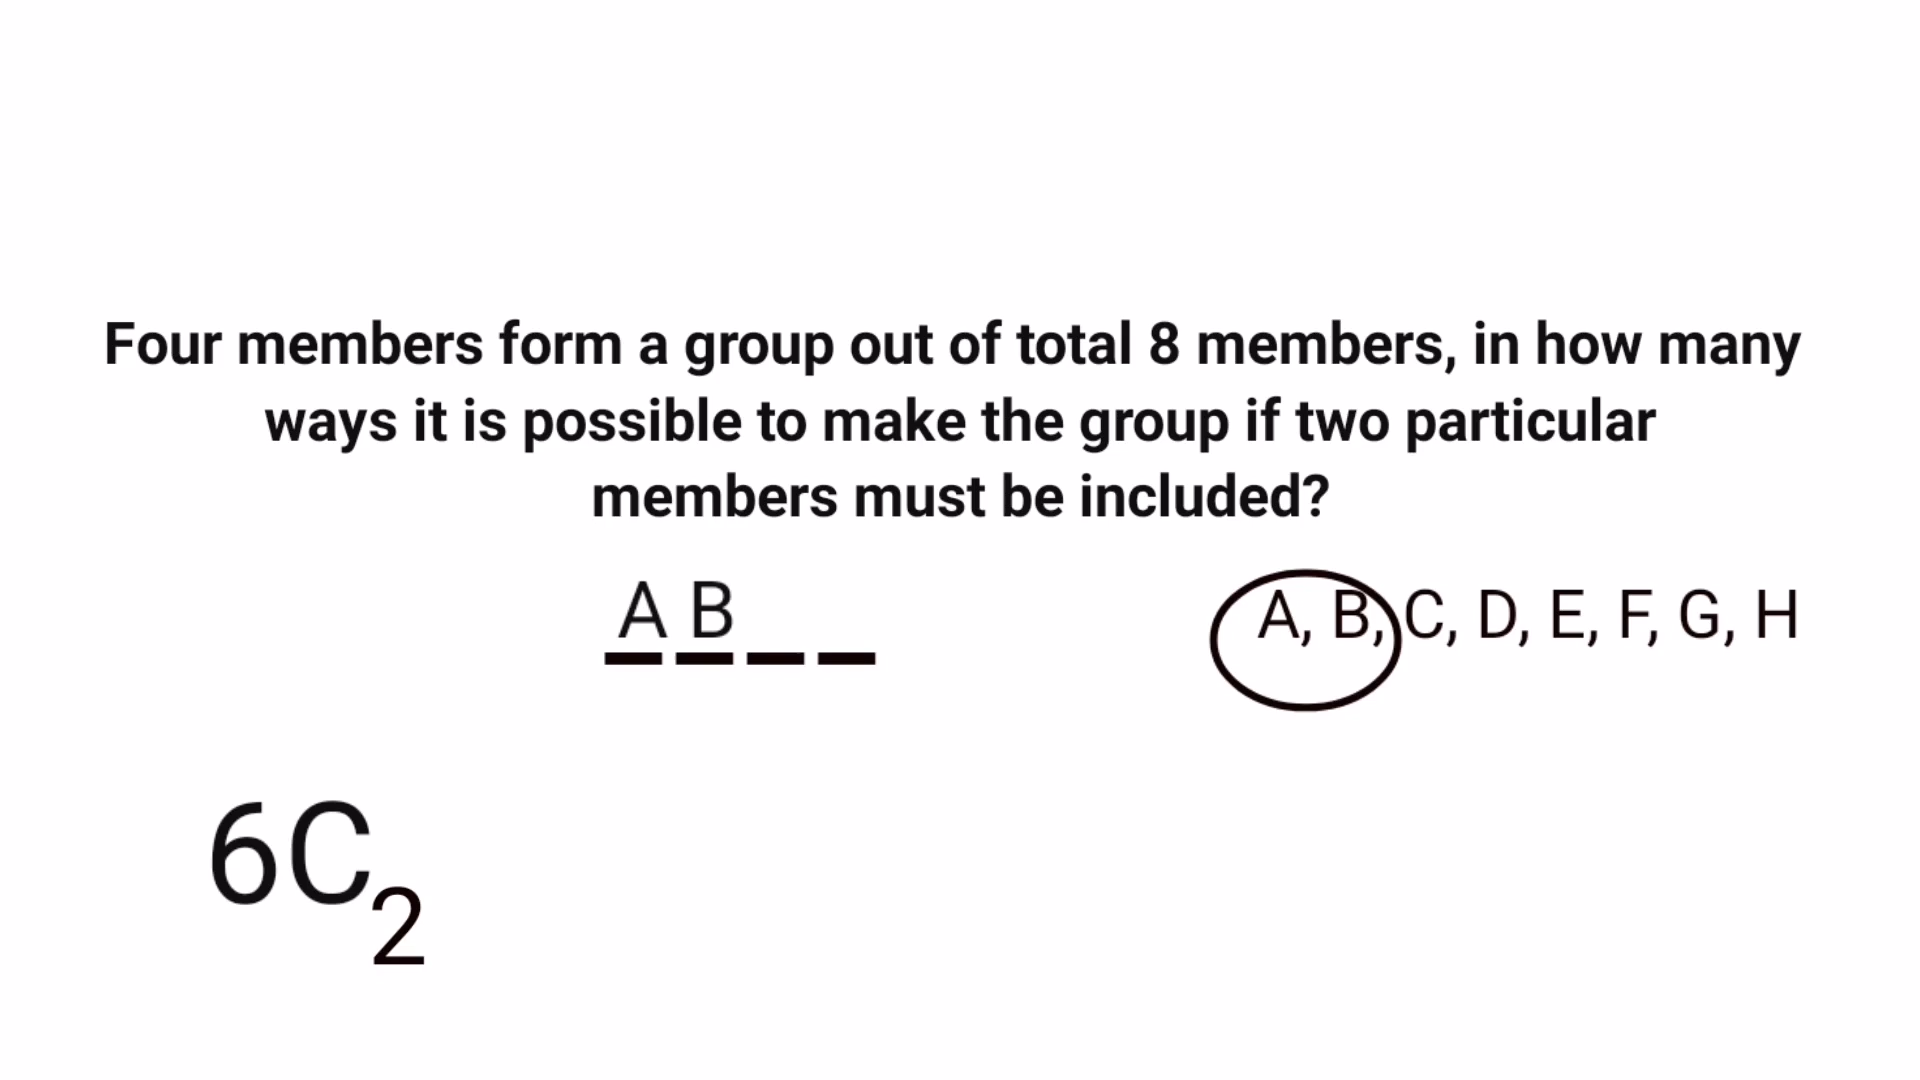 Four members form a group out of total 8 members, in how many
ways it is possible to make the group if two particular
members must be included?
A B
A, B, C, D, E, F, G, H
6C2